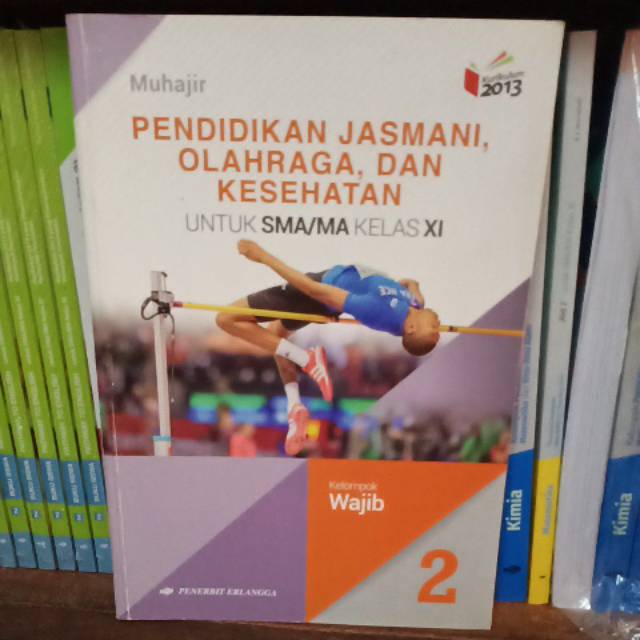 Muhajir
Kurikulum
2013
PENDIDIKAN JASMANI,
OLAHRAGA, DAN
KESEHATAN
UNTUK SMA/MA KELAS XI
Kelompok
Wajib
2
PENERBIT ERLANGGA
Kimia
Matematika
Kimia